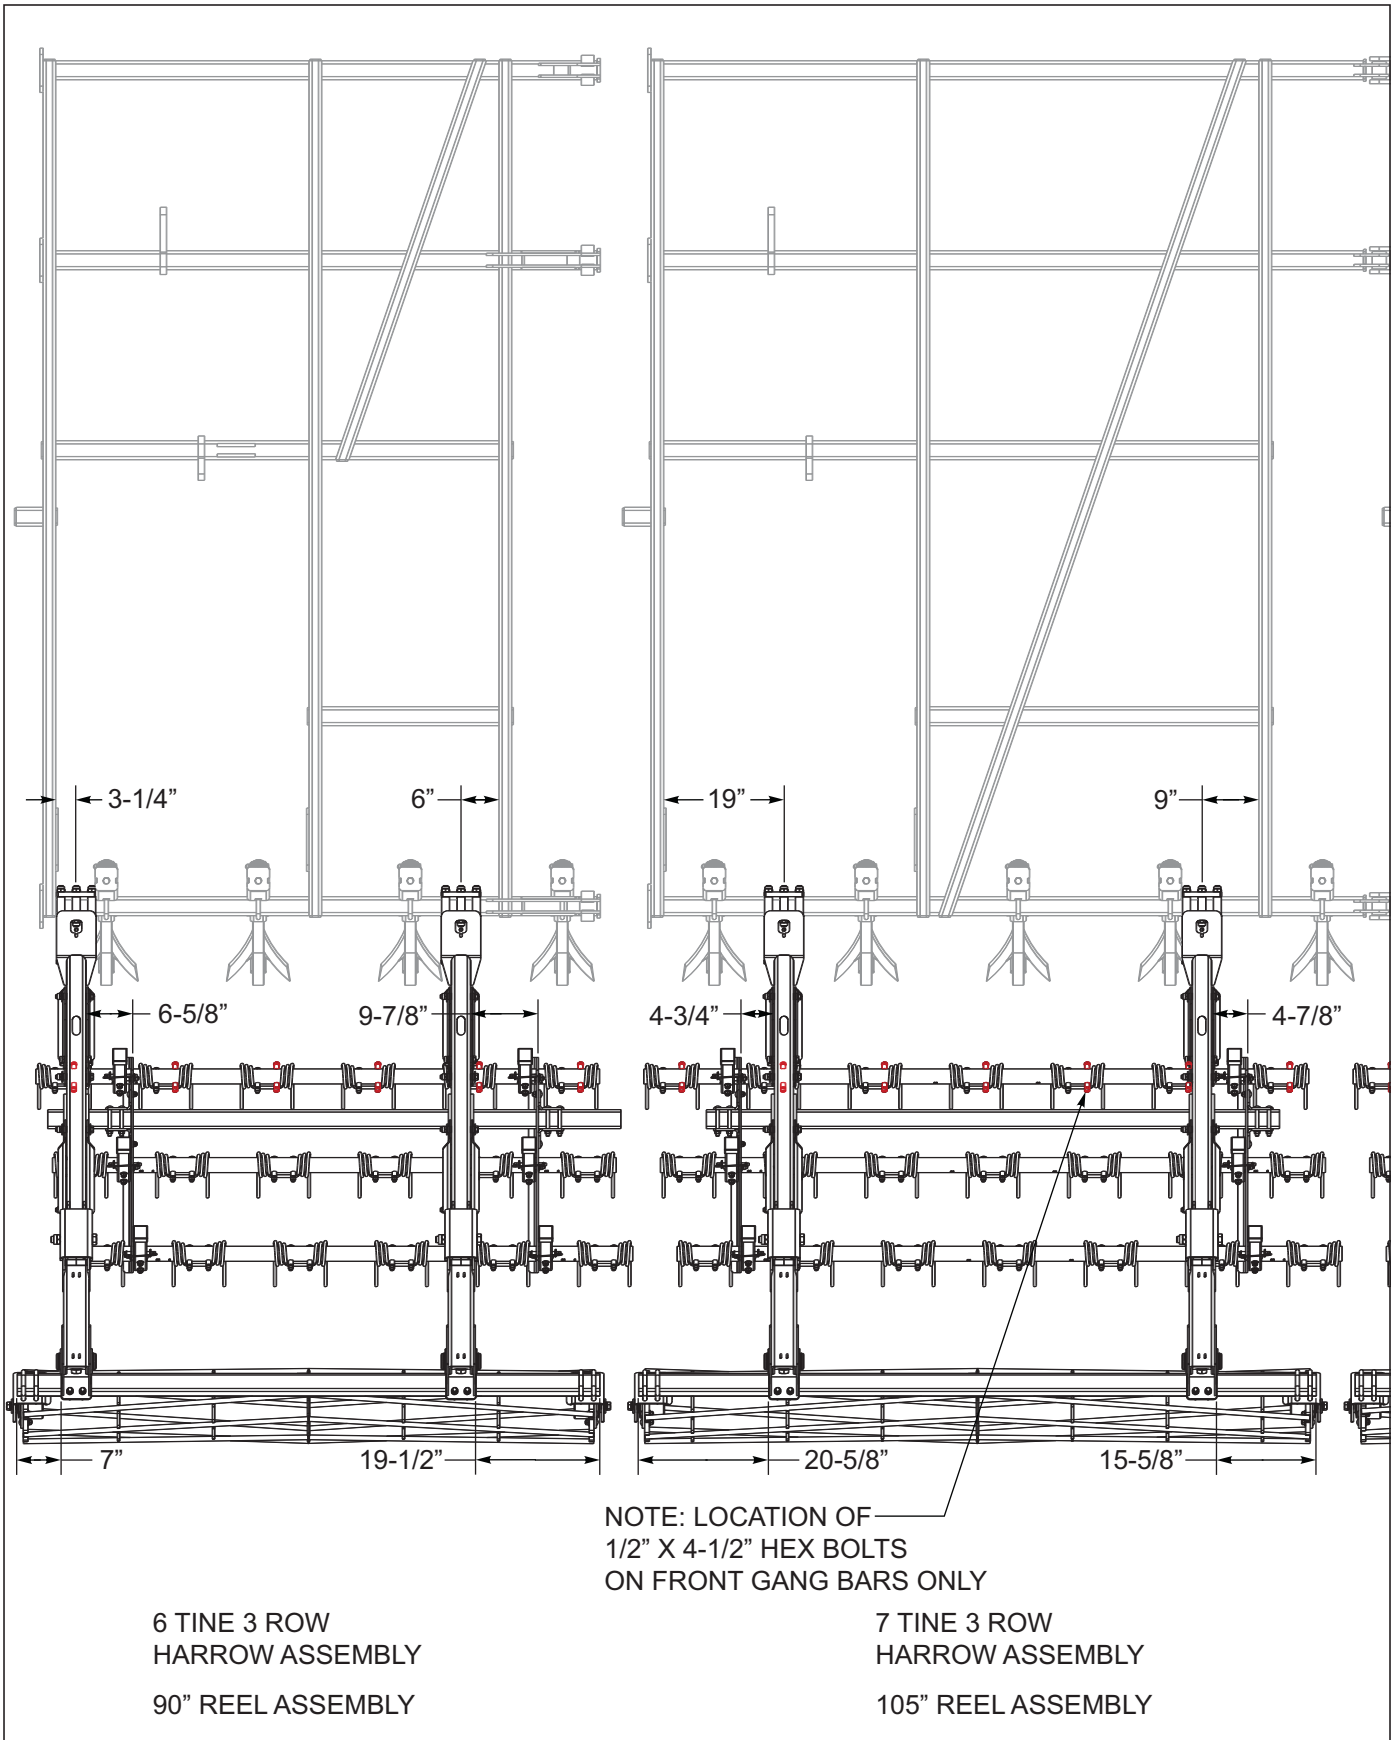 3-1/4”
6”
19”
9”
6-5/8”
9-7/8”
4-3/4”
4-7/8”
7”
19-1/2”
20-5/8”
15-5/8”
NOTE: LOCATION OF
1/2” X 4-1/2” HEX BOLTS
ON FRONT GANG BARS ONLY
6 TINE 3 ROW
HARROW ASSEMBLY
90” REEL ASSEMBLY
7 TINE 3 ROW
HARROW ASSEMBLY
105” REEL ASSEMBLY